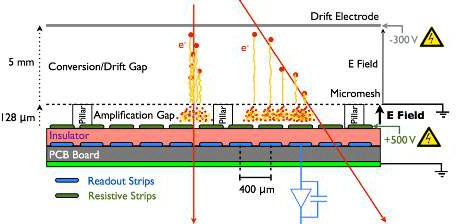 Drift Electrode
-300 V
e-
e-
5 mm
Conversion/Drift Gap
E Field
Micromesh
128 μm
Pillar
Amplification Gap
Pillar
Pillar
E Field
Insulator
+500 V
PCB Board
Readout Strips
Resistive Strips
400 μm